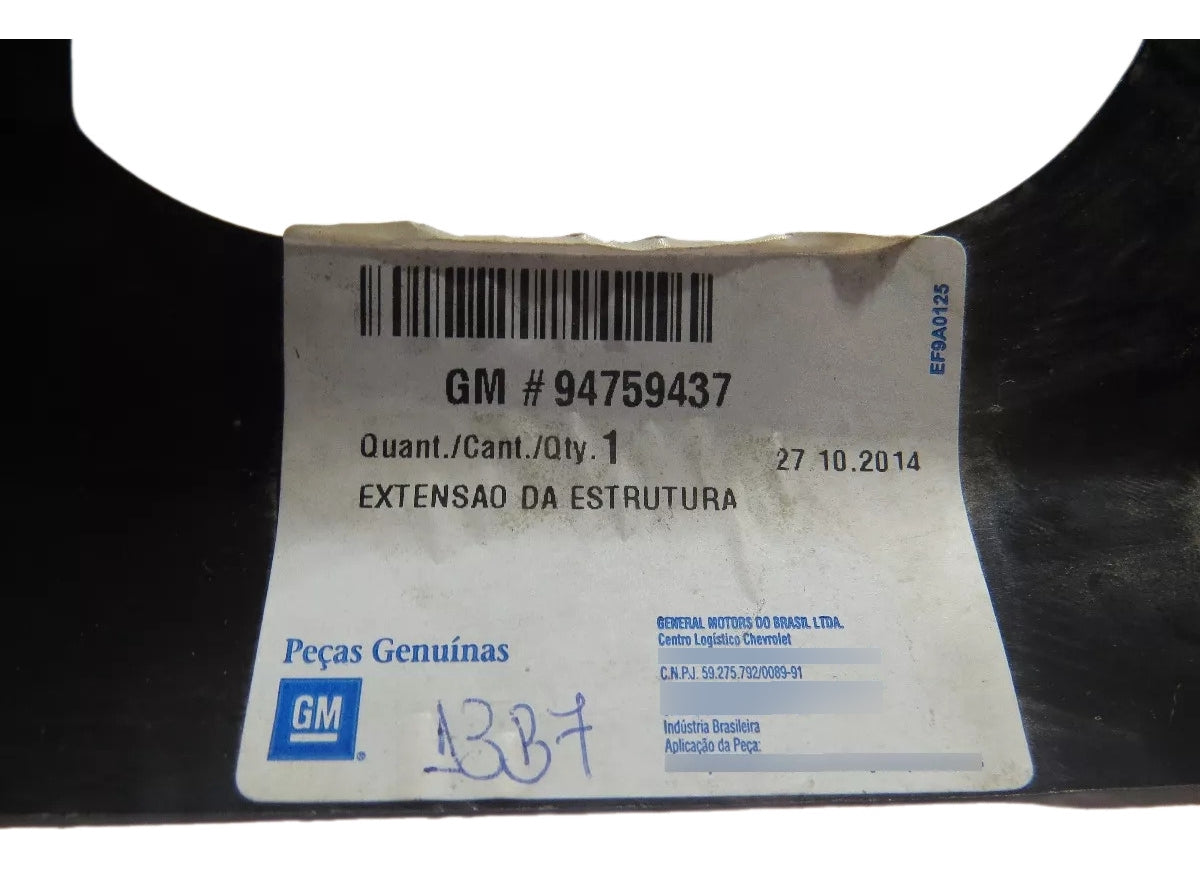 EF9A0125
GM # 94759437
Quant./Cant./Qty. 1
27 10.2014
EXTENSAO DA ESTRUTURA
Peças Genuínas
GM
®
13B7
GENERAL MOTORS DO BRASIL LTDA.
Centro Logístico Chevrolet
C.N.P.J. 59.275.792/0089-91
Indústria Brasileira
Aplicação da Peça: